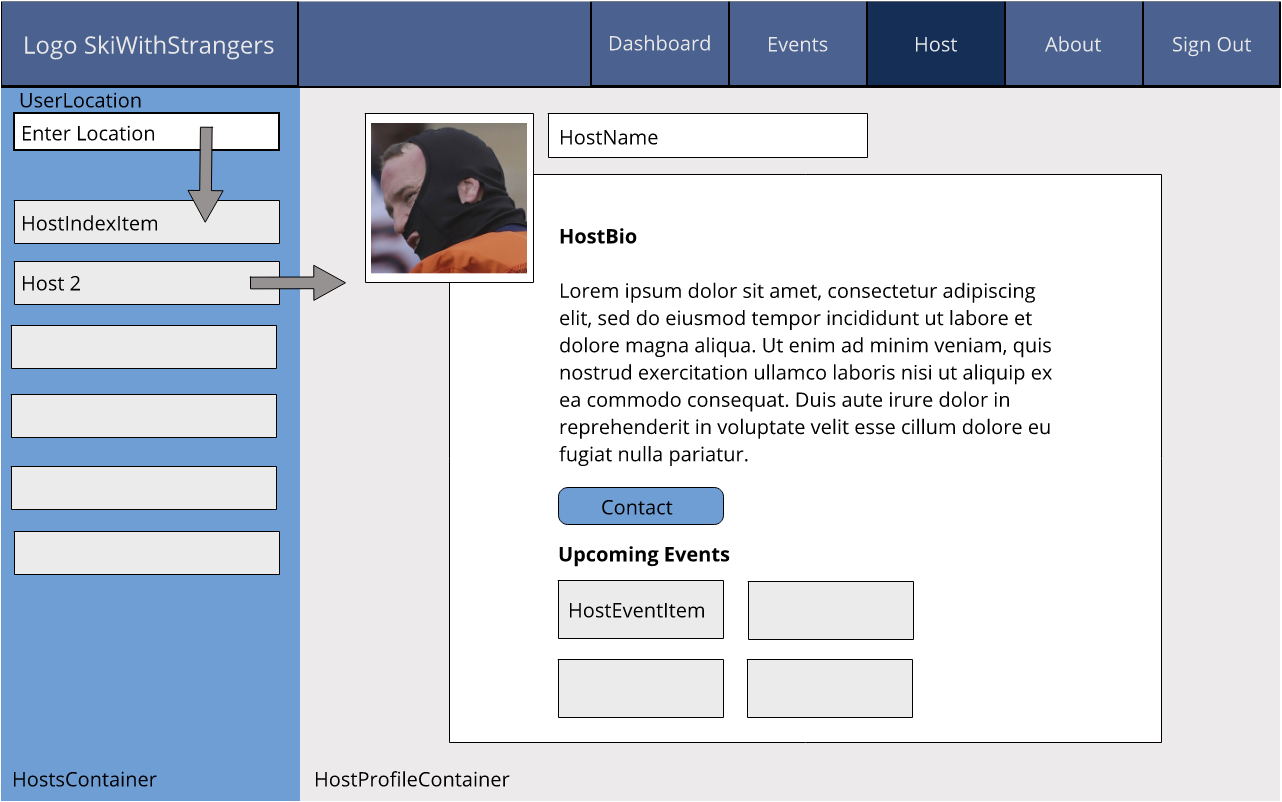 Logo SkiWithStrangers
Dashboard
Events
Host
About
Sign Out
UserLocation
Enter Location
HostIndexItem
Host 2
HostsContainer
HostName
HostBio
Lorem ipsum dolor sit amet, consectetur adipiscing
elit, sed do eiusmod tempor incididunt ut labore et
dolore magna aliqua. Ut enim ad minim veniam, quis
nostrud exercitation ullamco laboris nisi ut aliquip ex
ea commodo consequat. Duis aute irure dolor in
reprehenderit in voluptate velit esse cillum dolore eu
fugiat nulla pariatur.
Contact
Upcoming Events
HostEventItem
HostProfileContainer